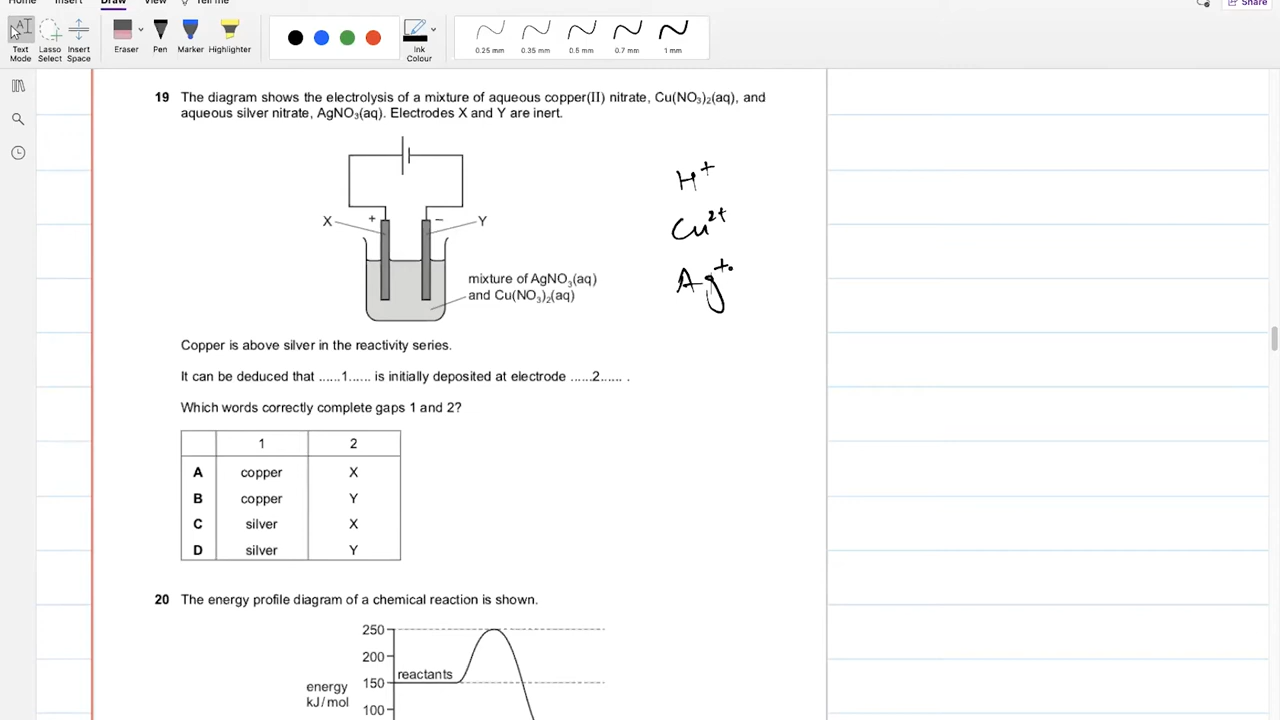 Home Insert Draw View Tell me
Share
Text Mode
Lasso Select
Insert Space
Eraser
Pen
Marker
Highlighter
Ink Colour
0.25 mm
0.35 mm
0.5 mm
0.7 mm
1 mm
19 The diagram shows the electrolysis of a mixture of aqueous copper(II) nitrate, Cu(NO₃)₂(aq), and
aqueous silver nitrate, AgNO₃(aq). Electrodes X and Y are inert.
X + − Y
mixture of AgNO₃(aq)
and Cu(NO₃)₂(aq)
H⁺
Cu²⁺
Ag⁺
Copper is above silver in the reactivity series.
It can be deduced that ......1...... is initially deposited at electrode ......2...... .
Which words correctly complete gaps 1 and 2?
1 2
A copper X
B copper Y
C silver X
D silver Y
20 The energy profile diagram of a chemical reaction is shown.
250
200
reactants
150
energy
kJ/mol
100